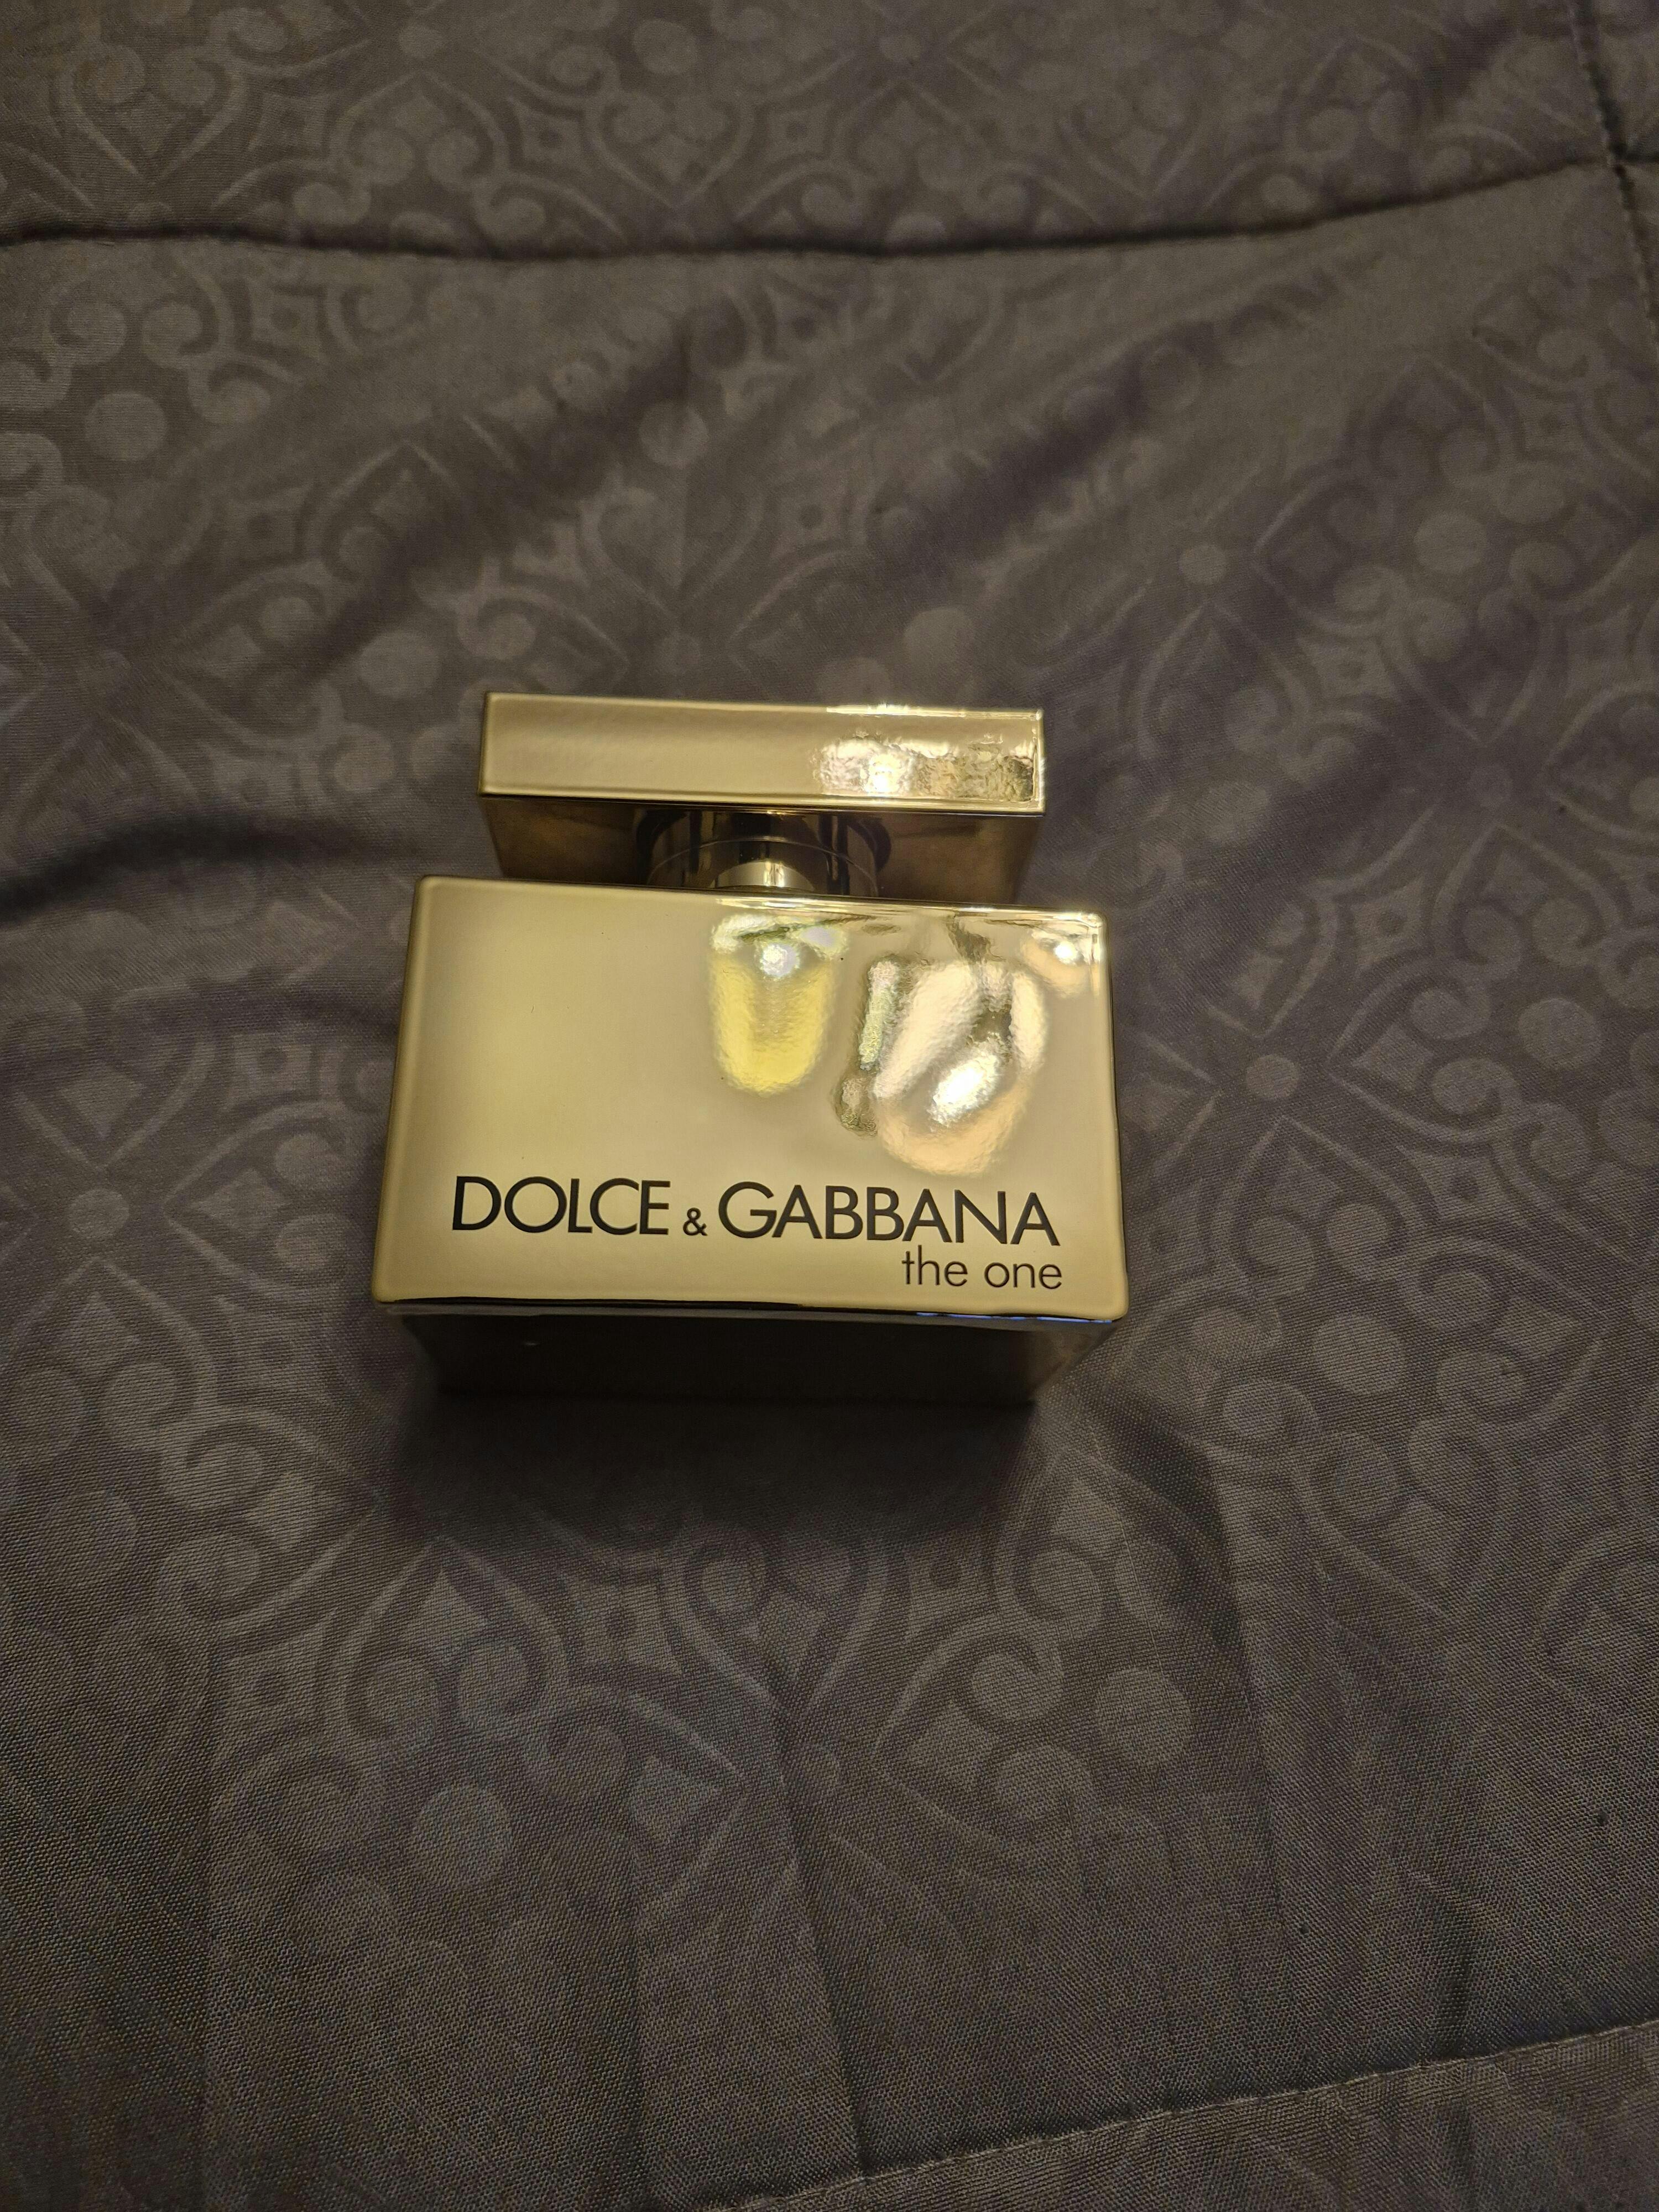 DOLCE & GABBANA
the one